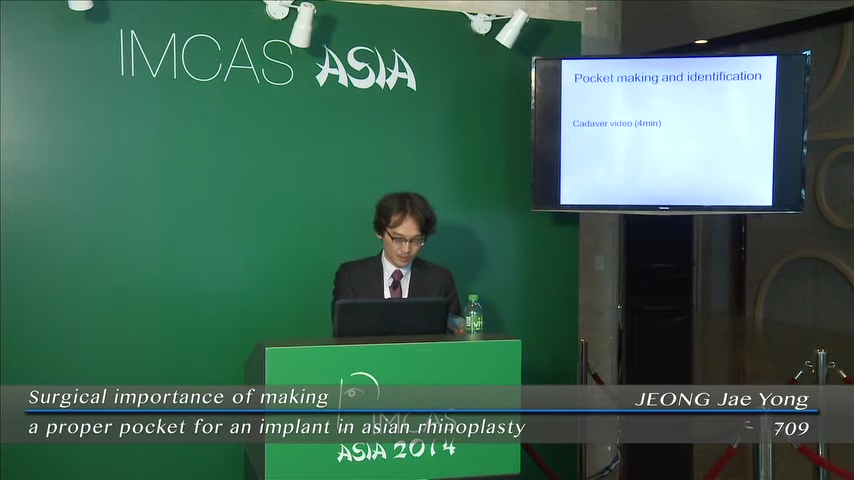 IMCAS ASIA
Pocket making and identification
Cadaver video (4min)
Surgical importance of making
a proper pocket for an implant in asian rhinoplasty
JEONG Jae Yong
709
IMCAS
ASIA 2014